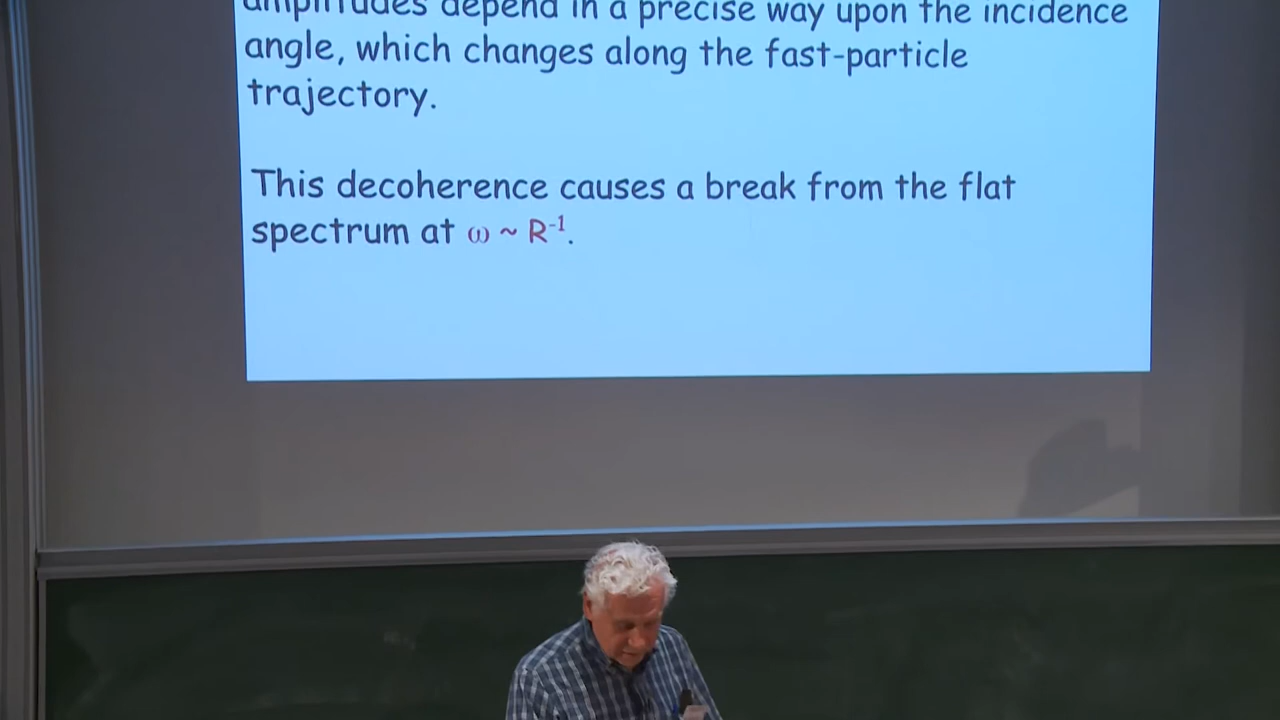 amplitudes depend in a precise way upon the incidence
angle, which changes along the fast-particle
trajectory.
This decoherence causes a break from the flat
spectrum at ω ~ R⁻¹.